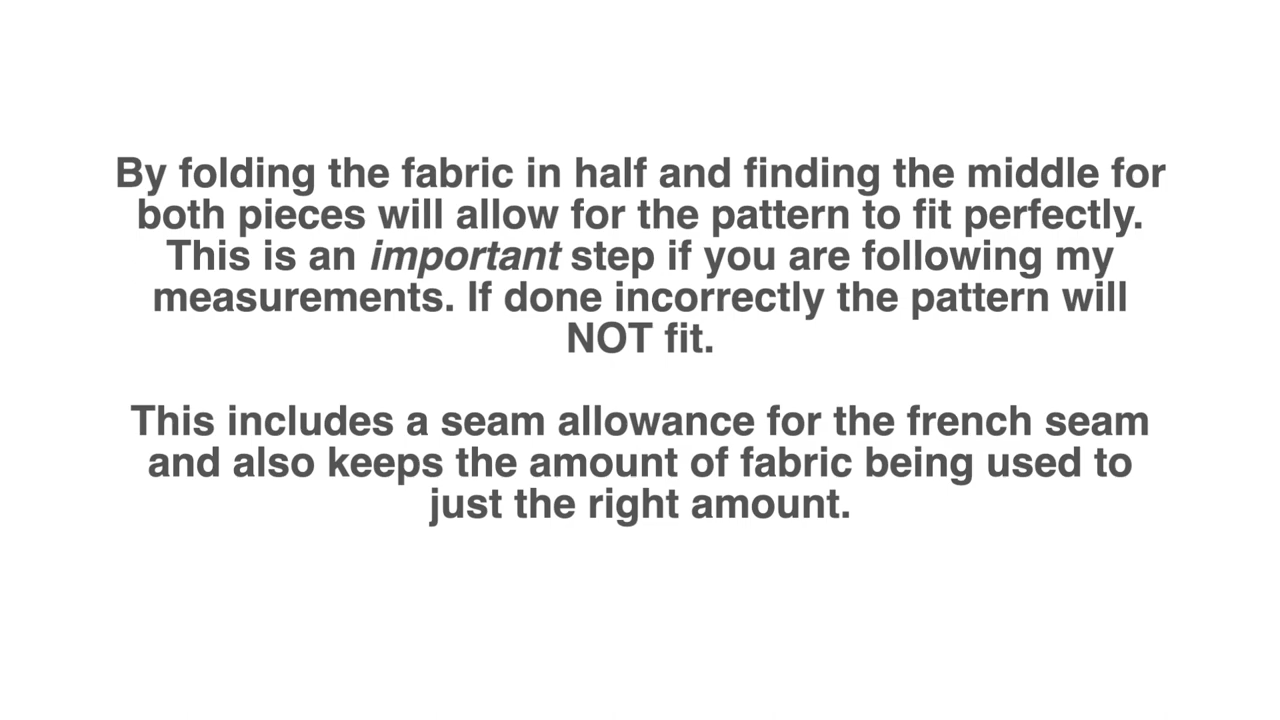 By folding the fabric in half and finding the middle for
both pieces will allow for the pattern to fit perfectly.
This is an important step if you are following my
measurements. If done incorrectly the pattern will
NOT fit.
This includes a seam allowance for the french seam
and also keeps the amount of fabric being used to
just the right amount.